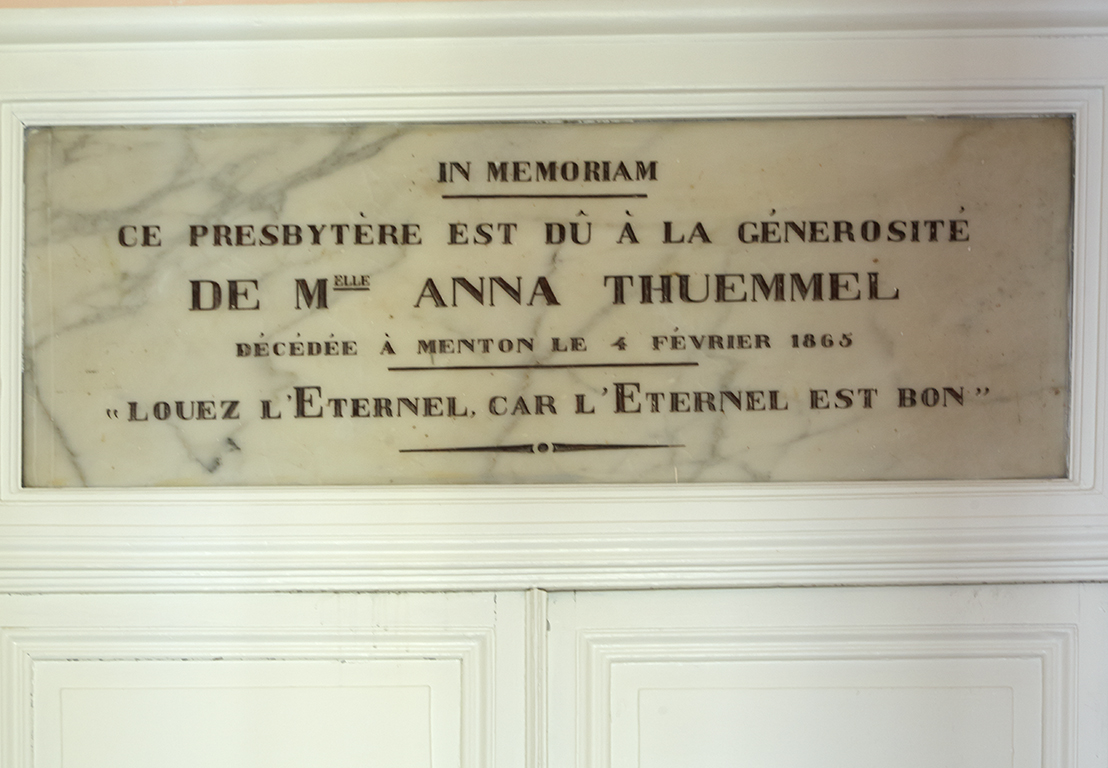 IN MEMORIAM
CE PRESBYTÈRE EST DÛ À LA GÉNEROSITÉ
DE MELLE ANNA THUEMMEL
DÉCÉDÉE À MENTON LE 4 FÉVRIER 1865
“LOUEZ L'ETERNEL, CAR L'ETERNEL EST BON”